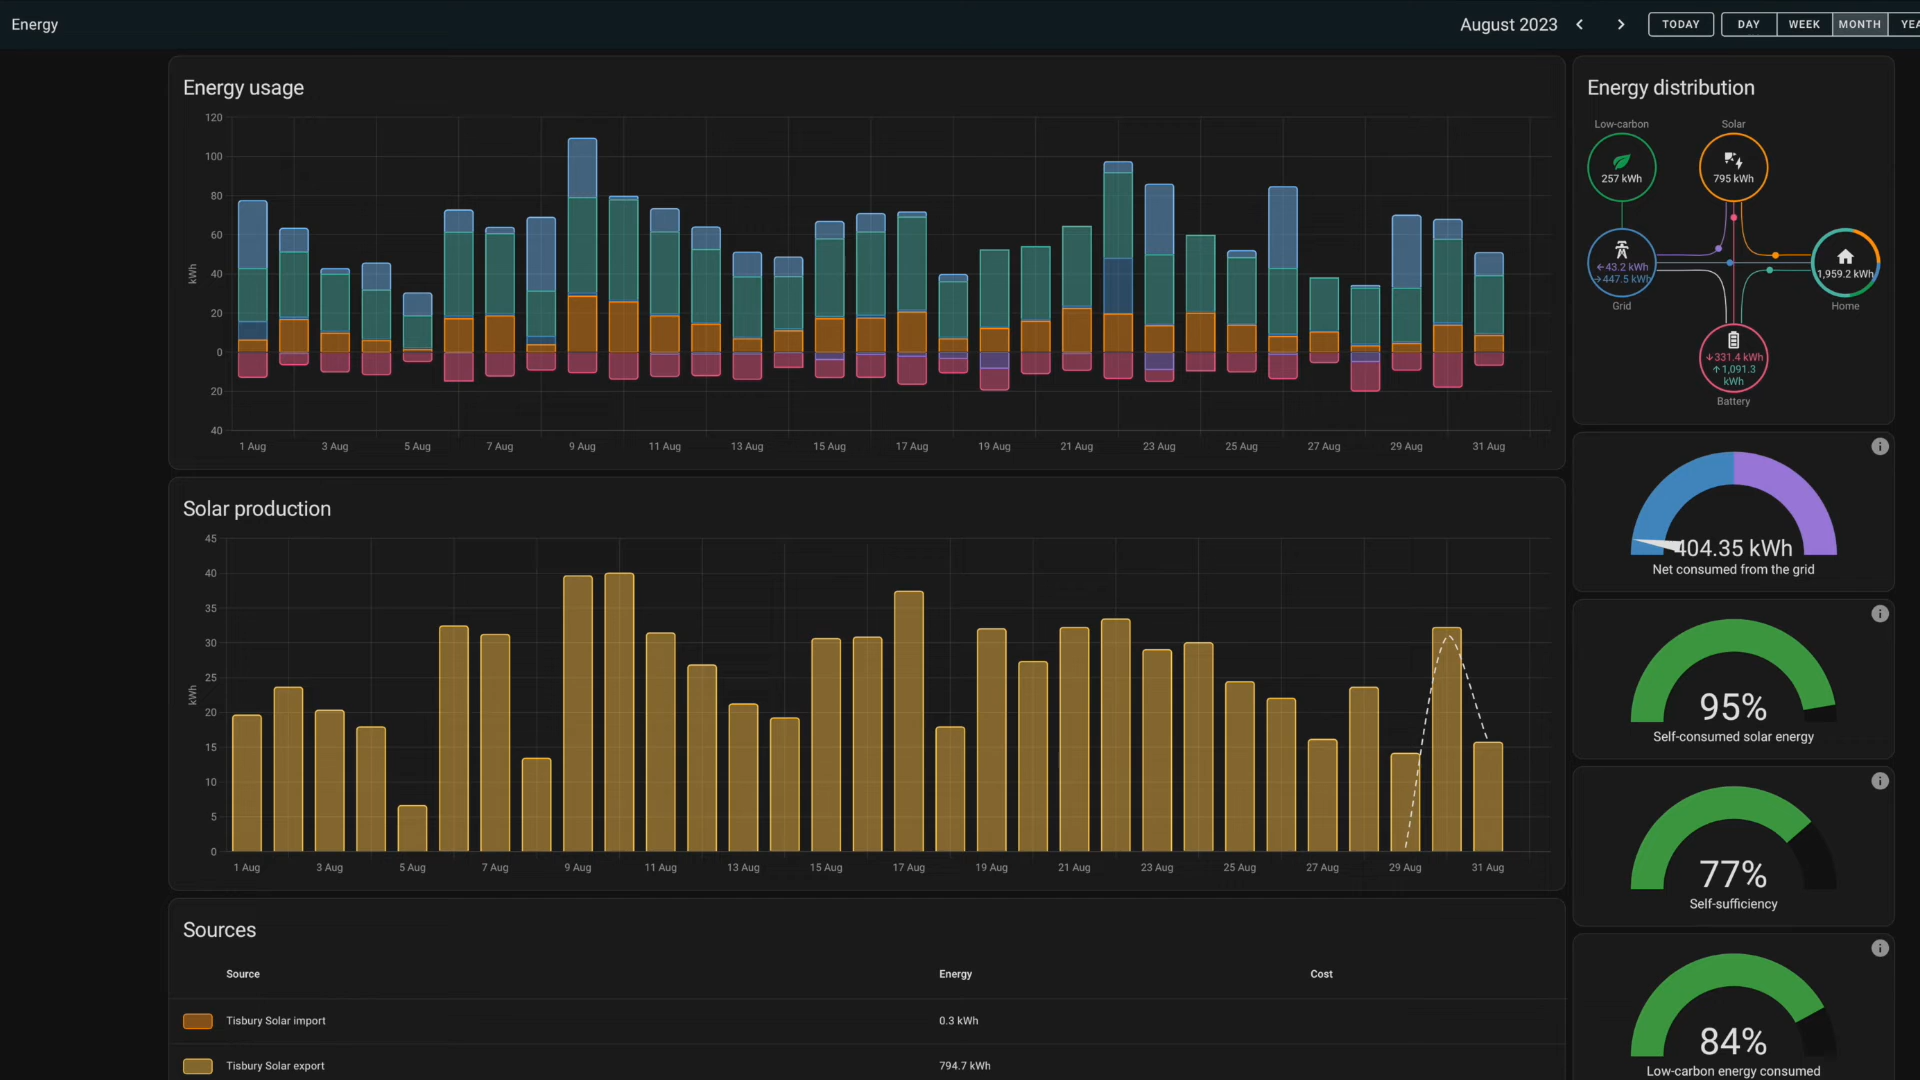 Energy
August 2023
TODAY
DAY
WEEK
MONTH
YEA
Energy usage
120
100
80
60
40
20
0
20
40
kWh
1 Aug
3 Aug
5 Aug
7 Aug
9 Aug
11 Aug
13 Aug
15 Aug
17 Aug
19 Aug
21 Aug
23 Aug
25 Aug
27 Aug
29 Aug
31 Aug
Solar production
45
40
35
30
25
20
15
10
5
0
kWh
1 Aug
3 Aug
5 Aug
7 Aug
9 Aug
11 Aug
13 Aug
15 Aug
17 Aug
19 Aug
21 Aug
23 Aug
25 Aug
27 Aug
29 Aug
31 Aug
Sources
Source Energy Cost
Tisbury Solar import 0.3 kWh
Tisbury Solar export 794.7 kWh
Energy distribution
Low-carbon
257 kWh
Solar
795 kWh
←43.2 kWh
→447.5 kWh
Grid
1,959.2 kWh
Home
↓331.4 kWh
↑1,091.3
kWh
Battery
404.35 kWh
Net consumed from the grid
95%
Self-consumed solar energy
77%
Self-sufficiency
84%
Low-carbon energy consumed